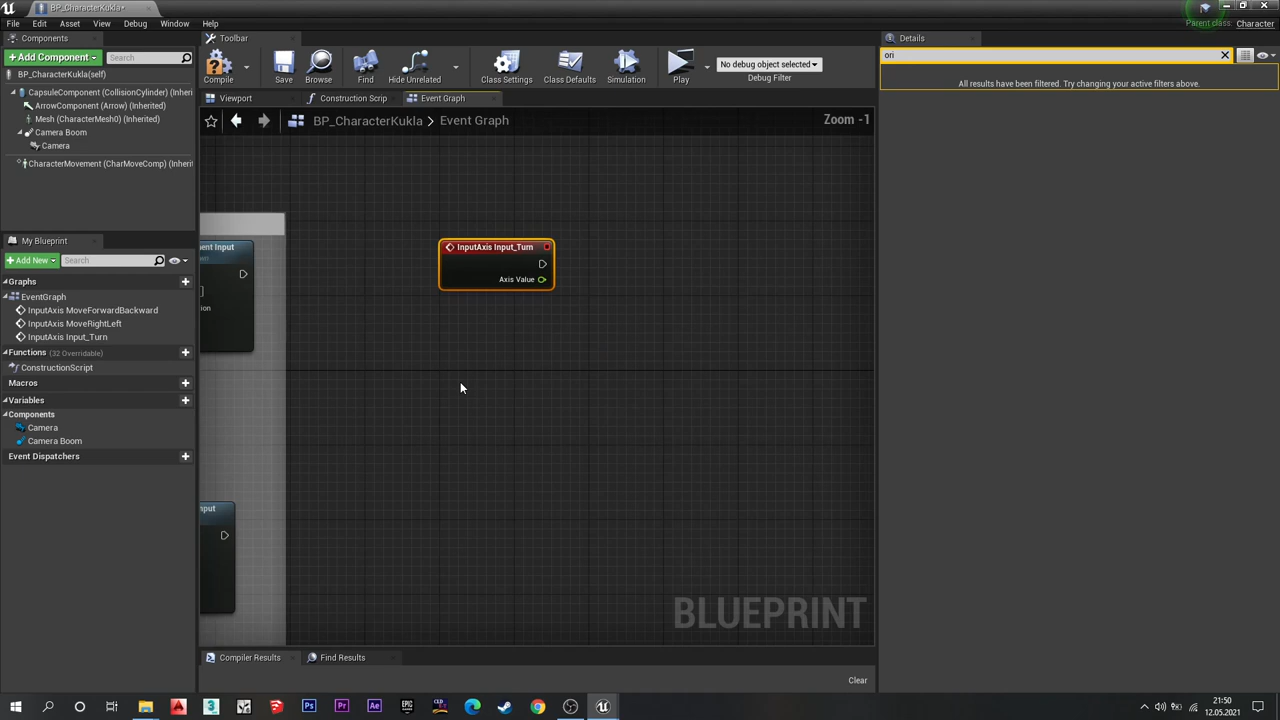 BP_CharacterKukla*
File Edit Asset View Debug Window Help
Parent class: Character
Components
Toolbar
Details
+ Add Component
Search
Compile
Save
Browse
Find
Hide Unrelated
Class Settings
Class Defaults
Simulation
Play
No debug object selected
Debug Filter
ori
All results have been filtered. Try changing your active filters above.
BP_CharacterKukla(self)
CapsuleComponent (CollisionCylinder) (Inheri
ArrowComponent (Arrow) (Inherited)
Mesh (CharacterMesh0) (Inherited)
Camera Boom
Camera
CharacterMovement (CharMoveComp) (Inherit
Viewport
Construction Scrip
Event Graph
BP_CharacterKukla > Event Graph
Zoom -1
My Blueprint
+ Add New
Search
Graphs
EventGraph
InputAxis MoveForwardBackward
InputAxis MoveRightLeft
InputAxis Input_Turn
Functions (32 Overridable)
ConstructionScript
Macros
Variables
Components
Camera
Camera Boom
Event Dispatchers
ent Input
InputAxis Input_Turn
Axis Value
nput
BLUEPRINT
Compiler Results
Find Results
Clear
21:50
12.05.2021